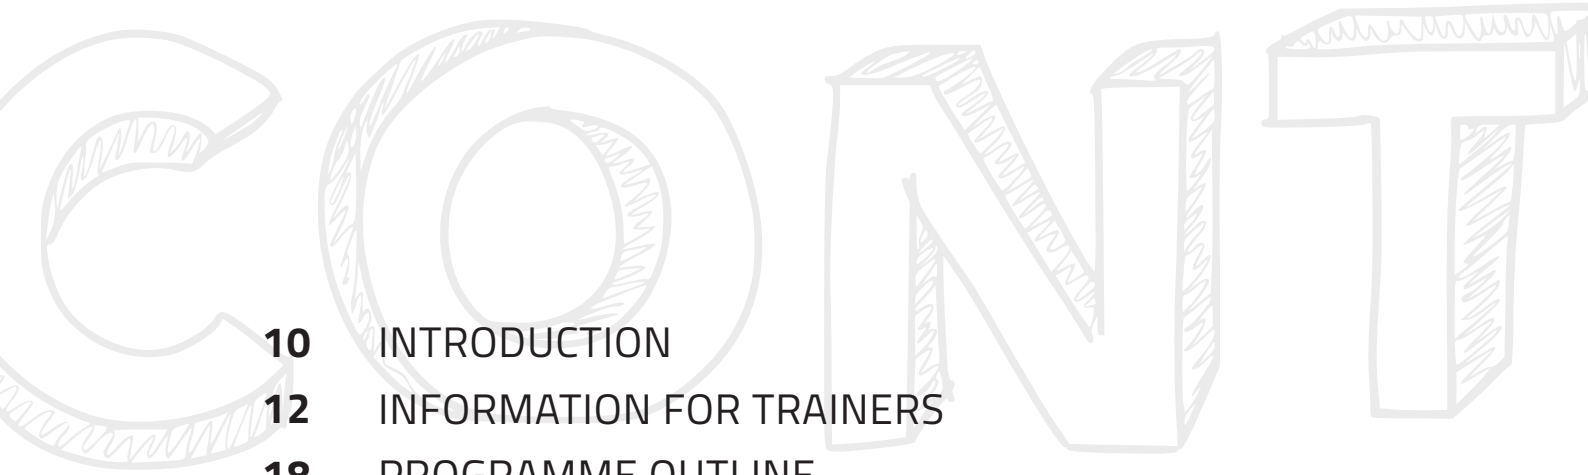 CONT
10 INTRODUCTION
12 INFORMATION FOR TRAINERS
18 PROGRAMME OUTLINE